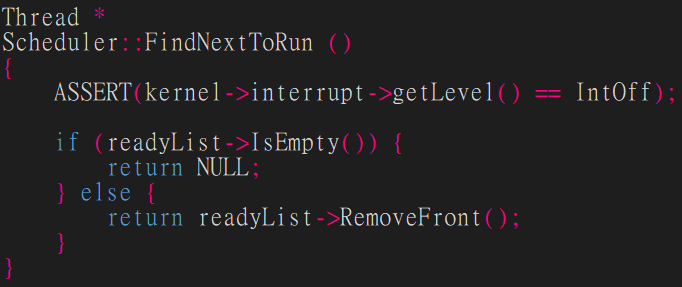 Thread *
Scheduler::FindNextToRun ()
{
    ASSERT(kernel->interrupt->getLevel() == IntOff);

    if (readyList->IsEmpty()) {
        return NULL;
    } else {
        return readyList->RemoveFront();
    }
}